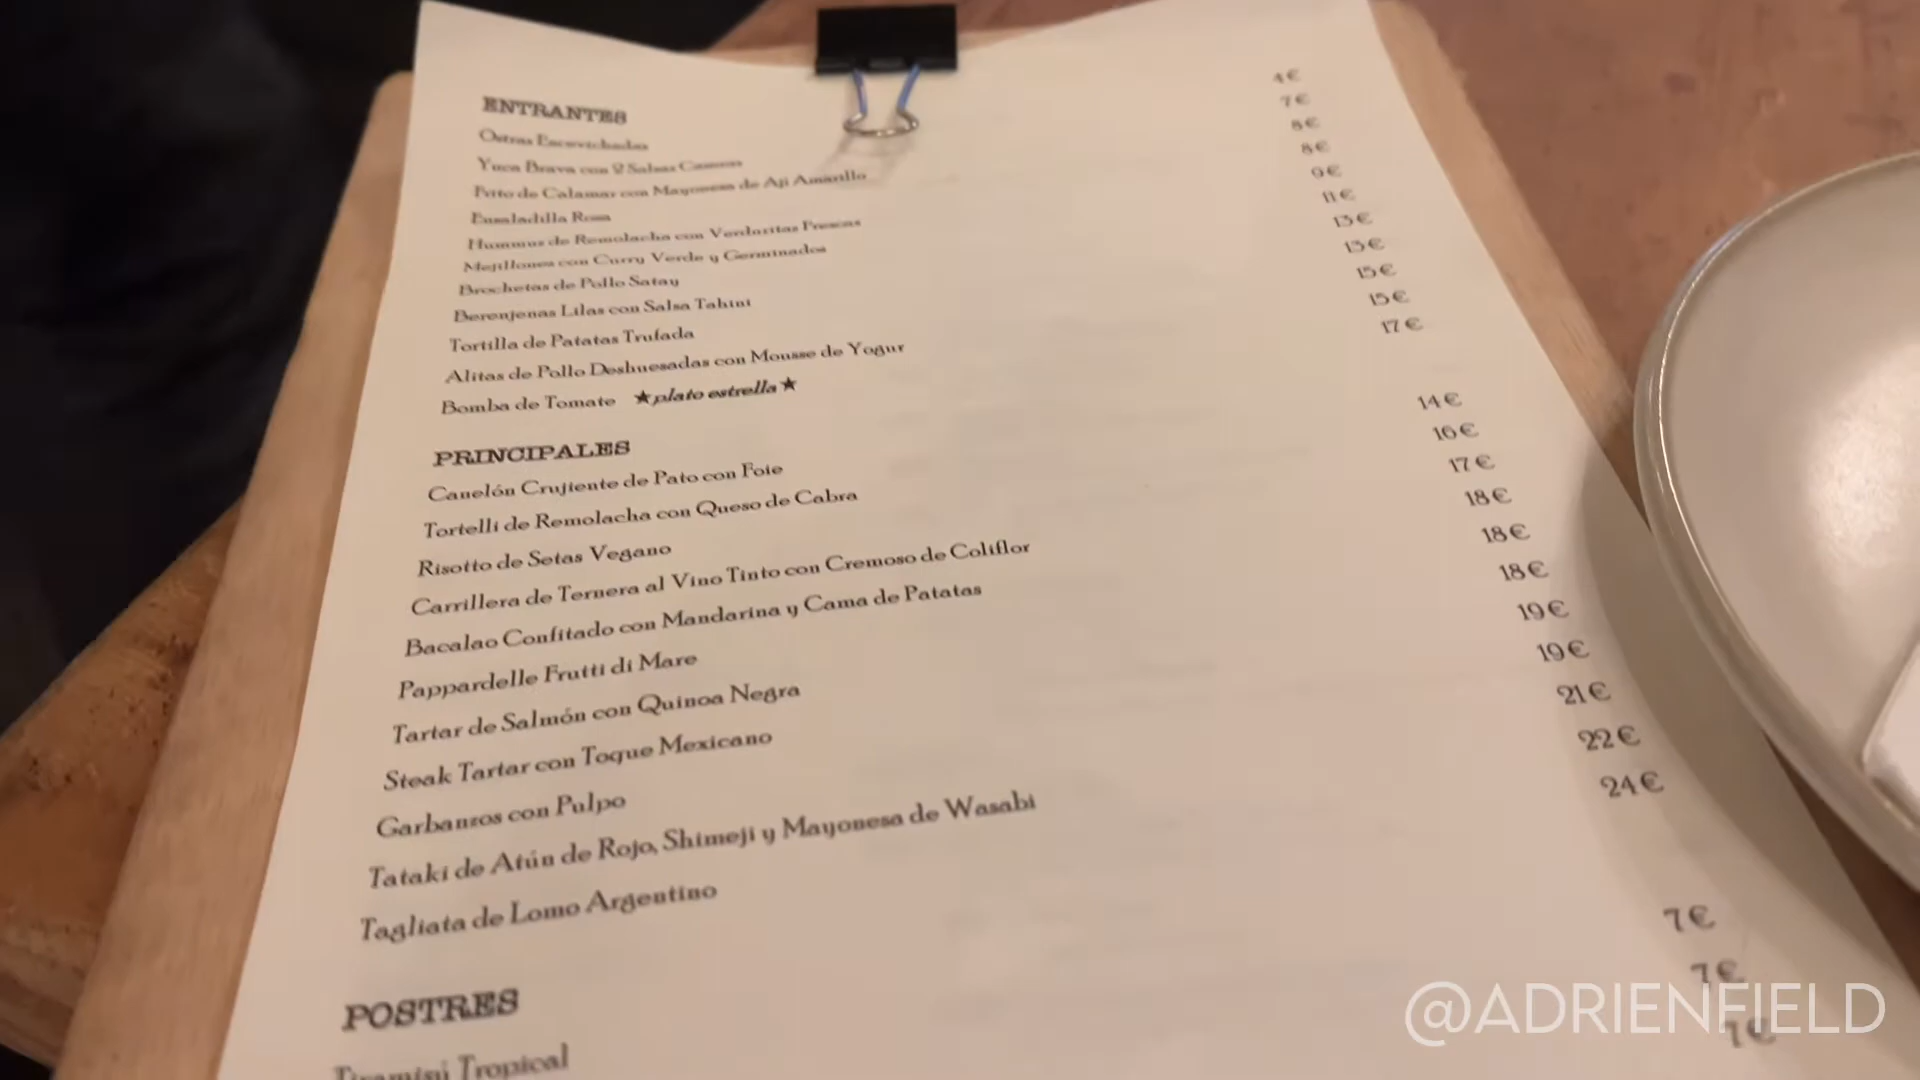 ENTRANTES
Ostras Encevichadas 4€
Yuca Brava con 2 Salsas Caseras 7€
Frito de Calamar con Mayonesa de Aji Amarillo 8€
Ensaladilla Rosa 8€
Hummus de Remolacha con Verduritas Frescas 9€
Mejillones con Curry Verde y Germinados 11€
Brochetas de Pollo Satay 13€
Berenjenas Lilas con Salsa Tahini 13€
Tortilla de Patatas Trufada 15€
Alitas de Pollo Deshuesadas con Mousse de Yogur 15€
Bomba de Tomate ★plato estrella★ 17€
PRINCIPALES
Canelón Crujiente de Pato con Foie 14€
Tortelli de Remolacha con Queso de Cabra 16€
Risotto de Setas Vegano 17€
Carrillera de Ternera al Vino Tinto con Cremoso de Coliflor 18€
Bacalao Confitado con Mandarina y Cama de Patatas 18€
Pappardelle Frutti di Mare 18€
Tartar de Salmón con Quinoa Negra 19€
Steak Tartar con Toque Mexicano 19€
Garbanzos con Pulpo 21€
Tataki de Atún de Rojo, Shimeji y Mayonesa de Wasabi 22€
Tagliata de Lomo Argentino 24€
POSTRES
Tiramisú Tropical 7€
7€
7€
@ADRIENFIELD